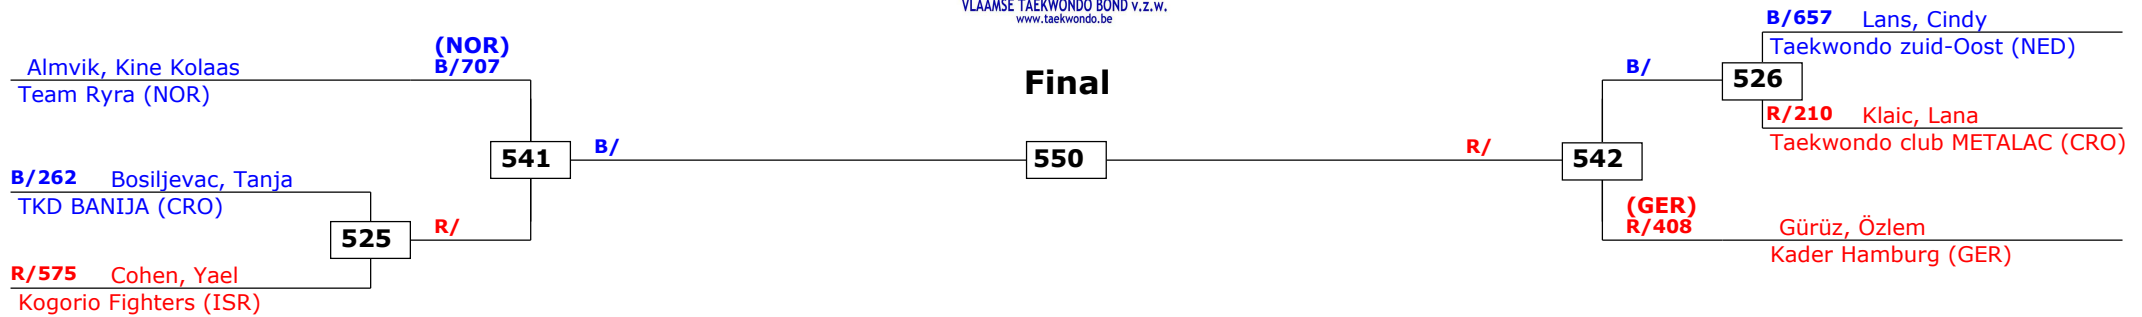 VLAAMSE TAEKWONDO BOND v.z.w.
www.taekwondo.be
Final
Almvik, Kine Kolaas
(NOR)
B/707
Team Ryra (NOR)
541
B/
B/262 Bosiljevac, Tanja
TKD BANIJA (CRO)
525
R/
R/575 Cohen, Yael
Kogorio Fighters (ISR)
550
R/
542
B/
B/657 Lans, Cindy
Taekwondo zuid-Oost (NED)
526
R/210 Klaic, Lana
Taekwondo club METALAC (CRO)
(GER)
R/408 Gürüz, Özlem
Kader Hamburg (GER)